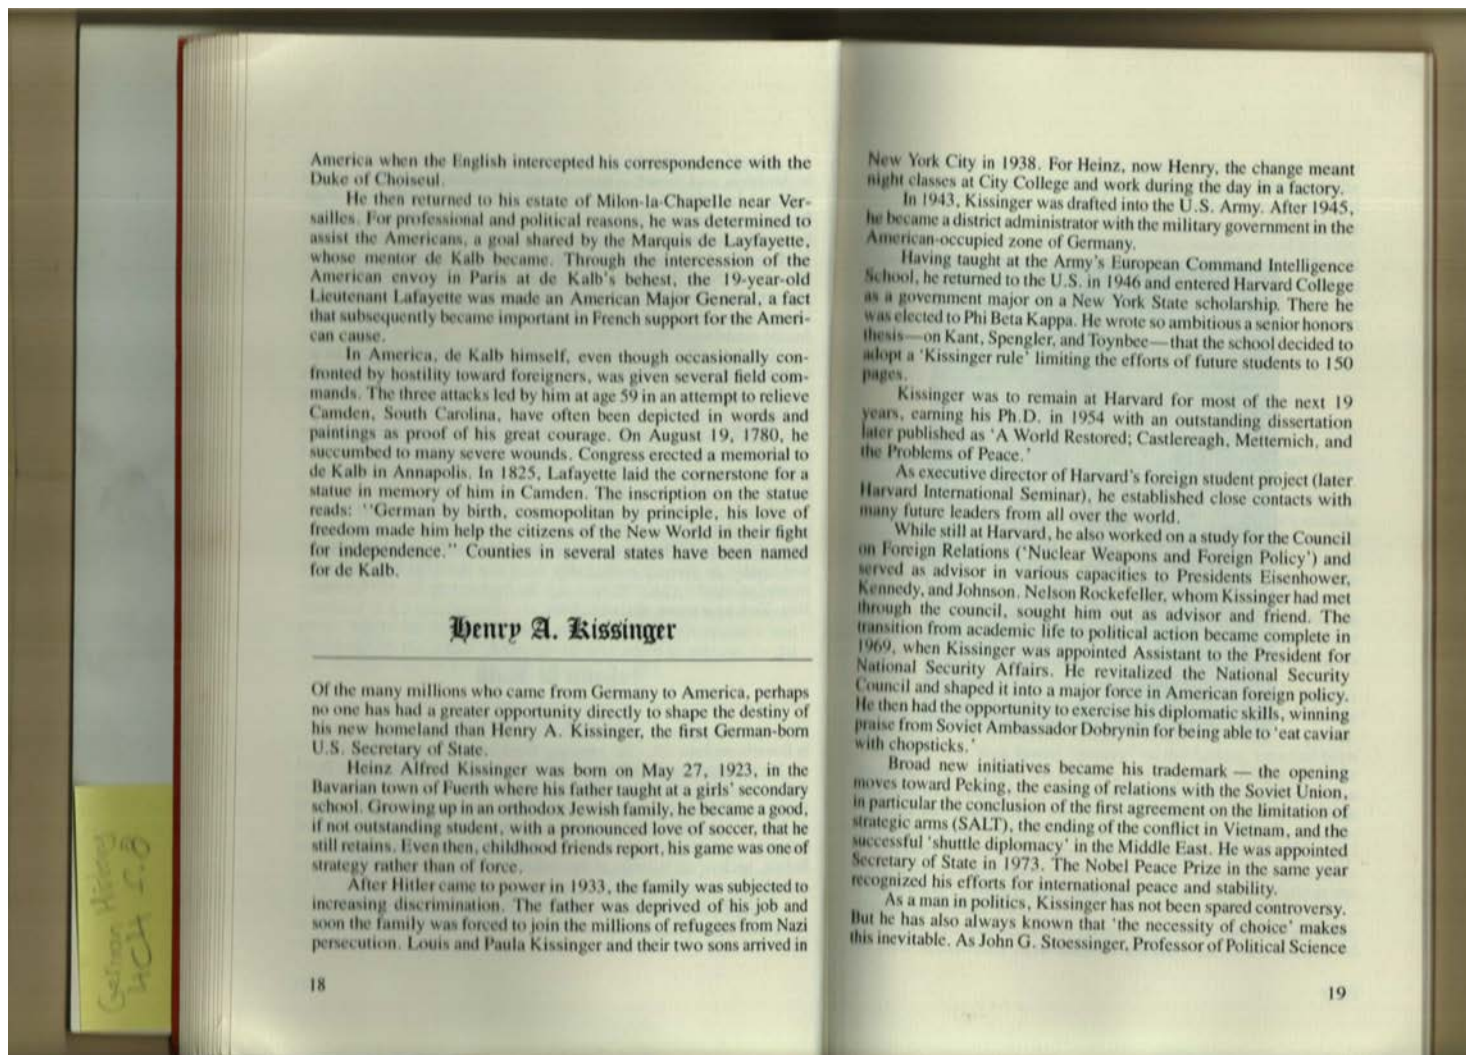 America when the English intercepted his correspondence with the
Duke of Choiseul.
He then returned to his estate of Milon-la-Chapelle near Ver-
sailles. For professional and political reasons, he was determined to
assist the Americans, a goal shared by the Marquis de Layfayette,
whose mentor de Kalb became. Through the intercession of the
American envoy in Paris at de Kalb's behest, the 19-year-old
Lieutenant Lafayette was made an American Major General, a fact
that subsequently became important in French support for the Ameri-
can cause.
In America, de Kalb himself, even though occasionally con-
fronted by hostility toward foreigners, was given several field com-
mands. The three attacks led by him at age 59 in an attempt to relieve
Camden, South Carolina, have often been depicted in words and
paintings as proof of his great courage. On August 19, 1780, he
succumbed to many severe wounds. Congress erected a memorial to
de Kalb in Annapolis. In 1825, Lafayette laid the cornerstone for a
statue in memory of him in Camden. The inscription on the statue
reads: "German by birth, cosmopolitan by principle, his love of
freedom made him help the citizens of the New World in their fight
for independence." Counties in several states have been named
for de Kalb.
Henry A. Kissinger
Of the many millions who came from Germany to America, perhaps
no one has had a greater opportunity directly to shape the destiny of
his new homeland than Henry A. Kissinger, the first German-born
U.S. Secretary of State.
Heinz Alfred Kissinger was born on May 27, 1923, in the
Bavarian town of Fuerth where his father taught at a girls' secondary
school. Growing up in an orthodox Jewish family, he became a good,
if not outstanding student, with a pronounced love of soccer, that he
still retains. Even then, childhood friends report, his game was one of
strategy rather than of force.
After Hitler came to power in 1933, the family was subjected to
increasing discrimination. The father was deprived of his job and
soon the family was forced to join the millions of refugees from Nazi
persecution. Louis and Paula Kissinger and their two sons arrived in
18
New York City in 1938. For Heinz, now Henry, the change meant
night classes at City College and work during the day in a factory.
In 1943, Kissinger was drafted into the U.S. Army. After 1945,
he became a district administrator with the military government in the
American-occupied zone of Germany.
Having taught at the Army's European Command Intelligence
School, he returned to the U.S. in 1946 and entered Harvard College
as a government major on a New York State scholarship. There he
was elected to Phi Beta Kappa. He wrote so ambitious a senior honors
thesis—on Kant, Spengler, and Toynbee—that the school decided to
adopt a 'Kissinger rule' limiting the efforts of future students to 150
pages.
Kissinger was to remain at Harvard for most of the next 19
years, earning his Ph.D. in 1954 with an outstanding dissertation
later published as 'A World Restored; Castlereagh, Metternich, and
the Problems of Peace.'
As executive director of Harvard's foreign student project (later
Harvard International Seminar), he established close contacts with
many future leaders from all over the world.
While still at Harvard, he also worked on a study for the Council
on Foreign Relations ('Nuclear Weapons and Foreign Policy') and
served as advisor in various capacities to Presidents Eisenhower,
Kennedy, and Johnson. Nelson Rockefeller, whom Kissinger had met
through the council, sought him out as advisor and friend. The
transition from academic life to political action became complete in
1969, when Kissinger was appointed Assistant to the President for
National Security Affairs. He revitalized the National Security
Council and shaped it into a major force in American foreign policy.
He then had the opportunity to exercise his diplomatic skills, winning
praise from Soviet Ambassador Dobrynin for being able to 'eat caviar
with chopsticks.'
Broad new initiatives became his trademark — the opening
moves toward Peking, the easing of relations with the Soviet Union,
in particular the conclusion of the first agreement on the limitation of
strategic arms (SALT), the ending of the conflict in Vietnam, and the
successful 'shuttle diplomacy' in the Middle East. He was appointed
Secretary of State in 1973. The Nobel Peace Prize in the same year
recognized his efforts for international peace and stability.
As a man in politics, Kissinger has not been spared controversy.
But he has also always known that 'the necessity of choice' makes
this inevitable. As John G. Stoessinger, Professor of Political Science
19
German History